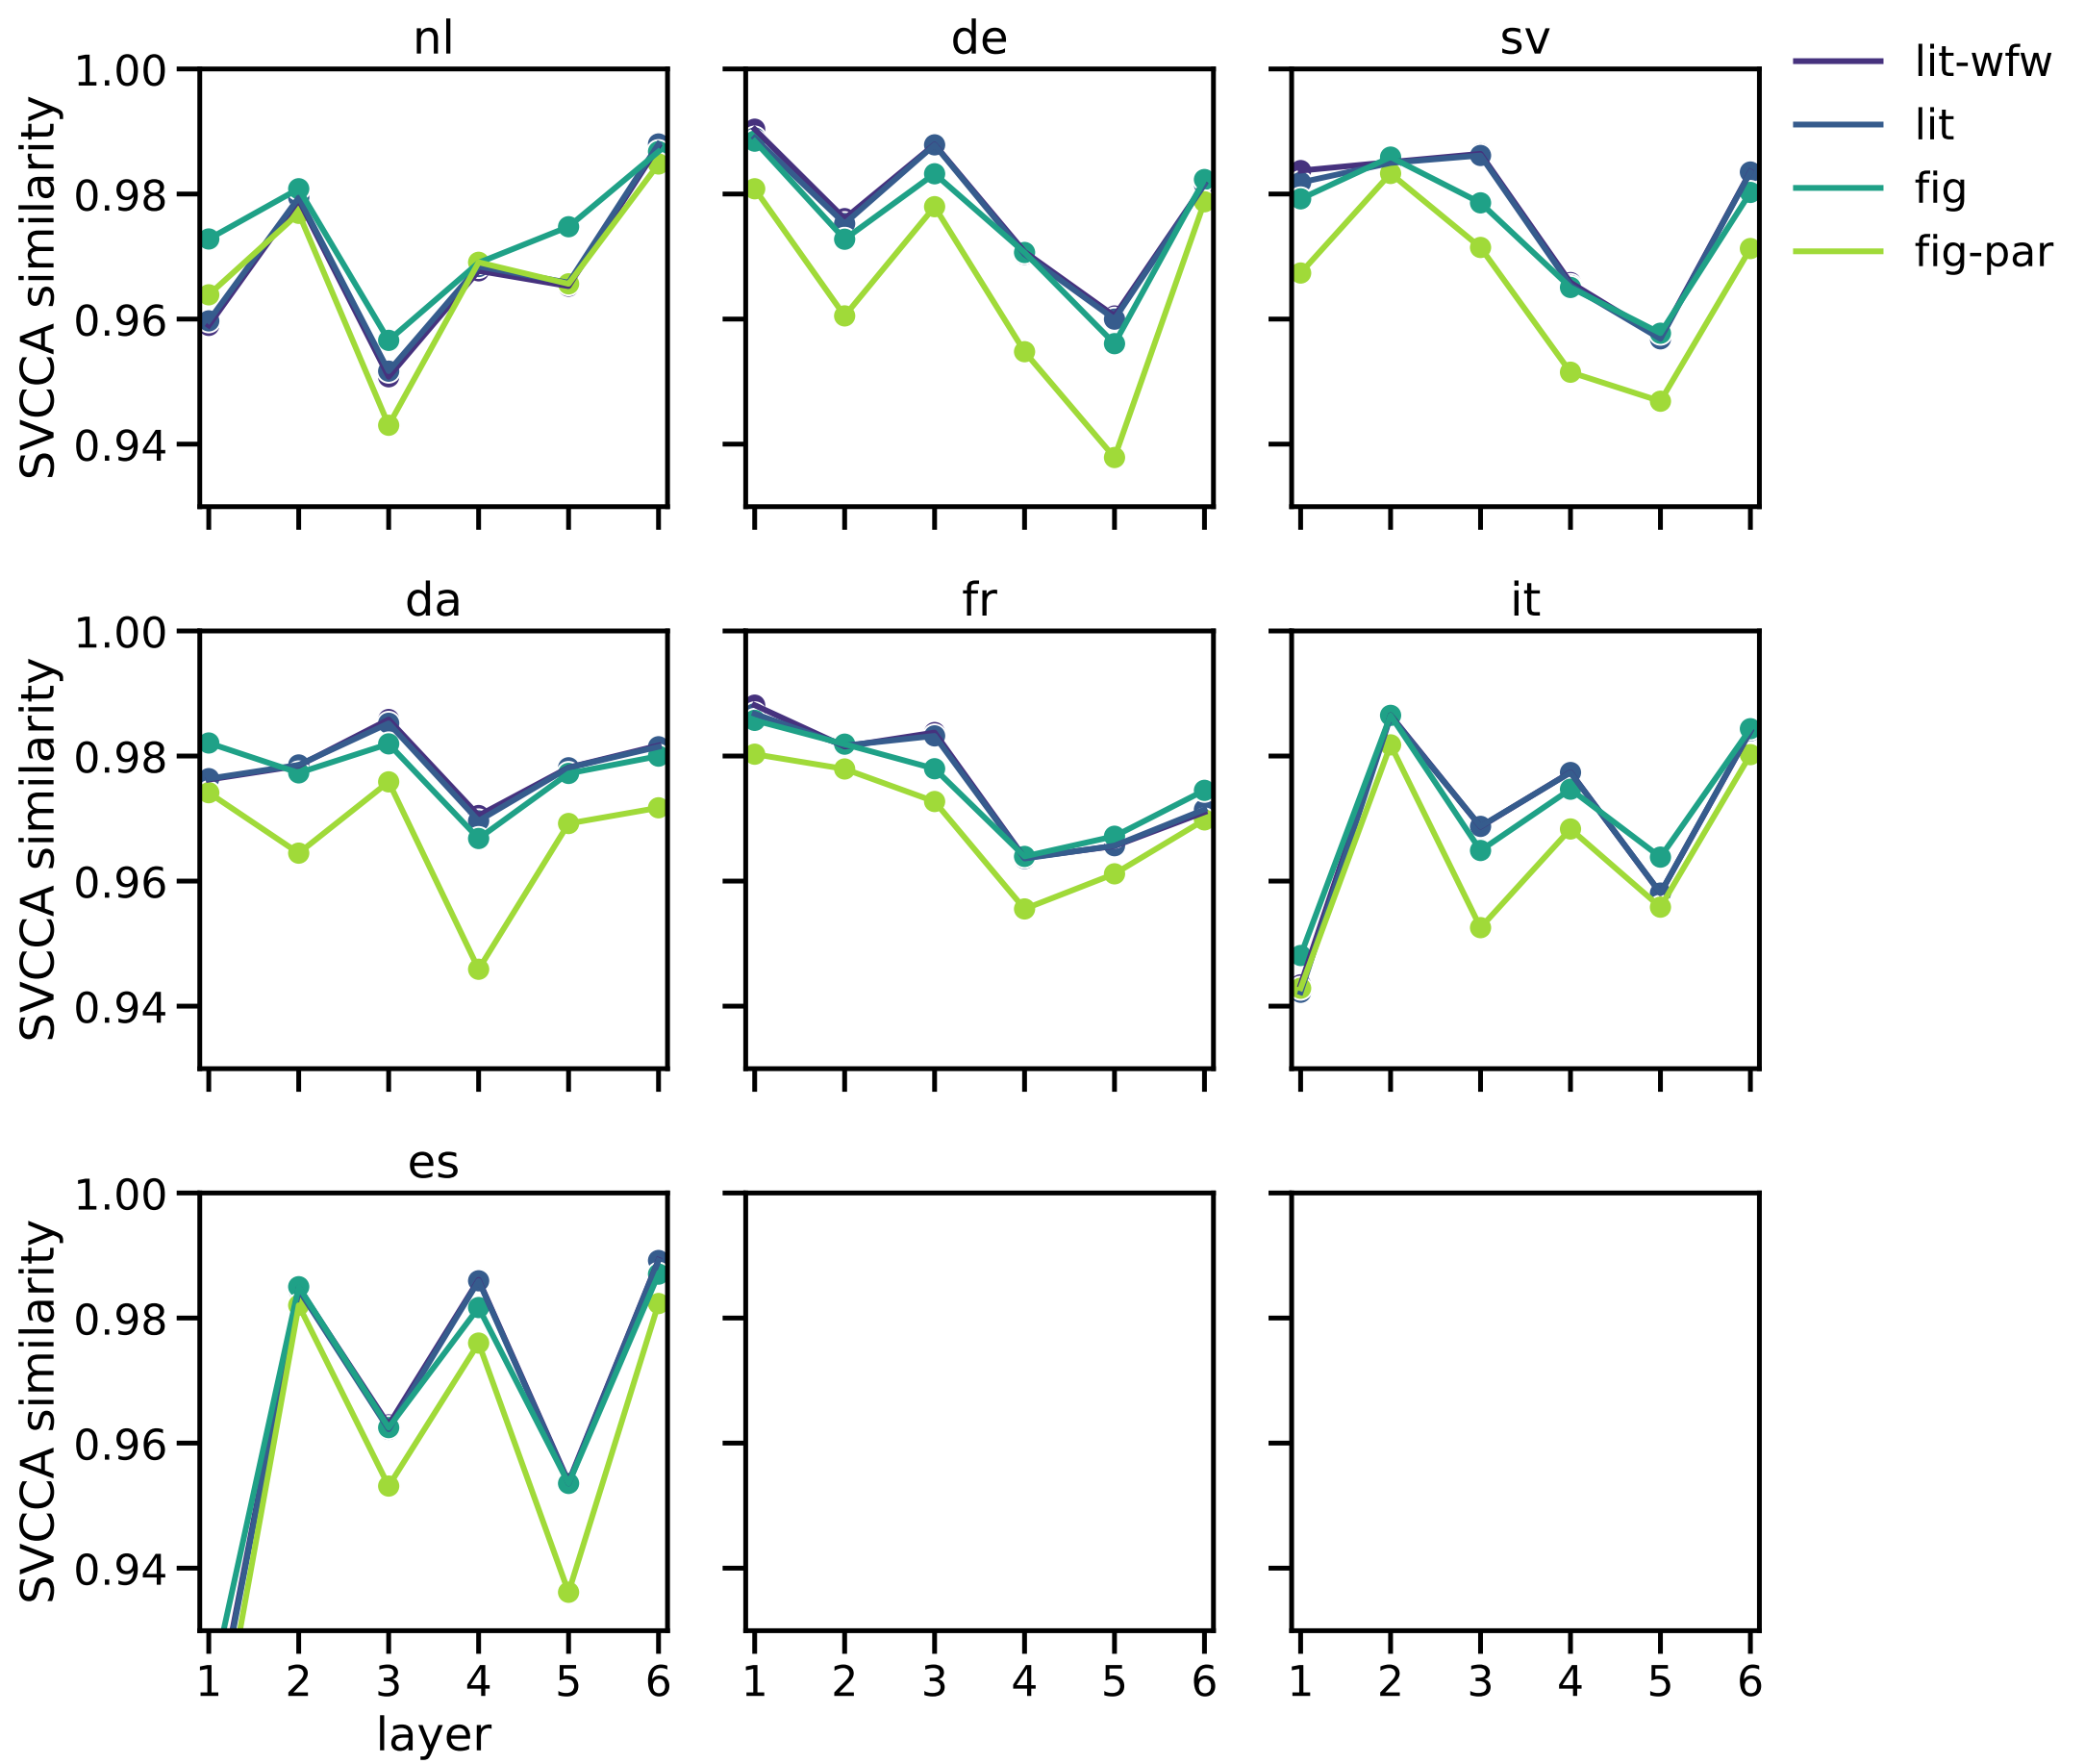 nl
de
sv
lit-wfw
lit
fig
fig-par
SVCCA similarity
1.00
0.98
0.96
0.94
da
fr
it
SVCCA similarity
1.00
0.98
0.96
0.94
es
SVCCA similarity
1.00
0.98
0.96
0.94
1 2 3 4 5 6
1 2 3 4 5 6
1 2 3 4 5 6
layer